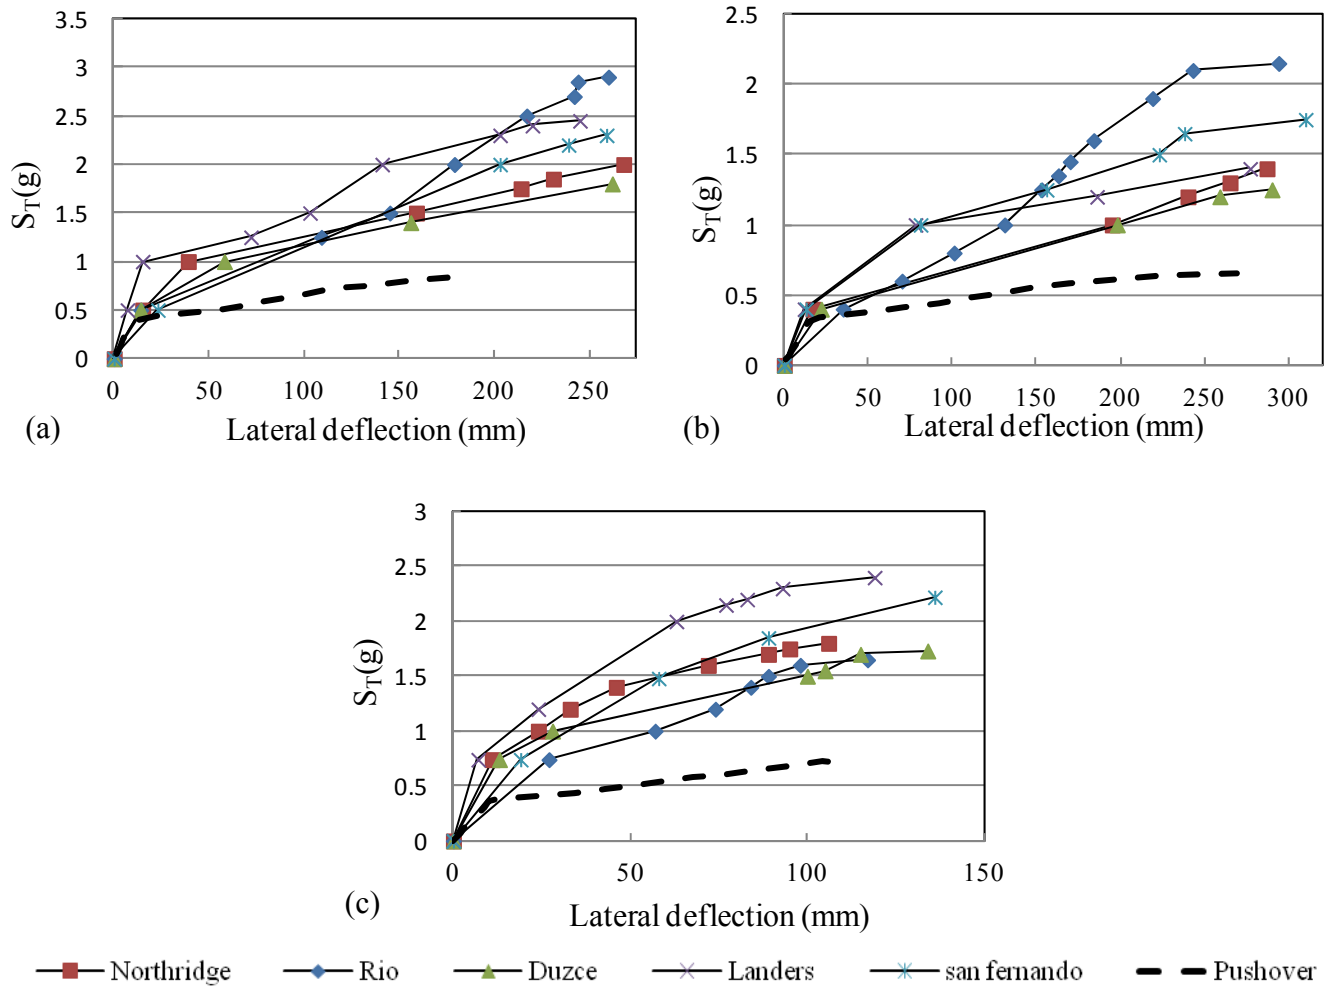 3.5
3
2.5
2
1.5
1
0.5
0
S_T(g)
0 50 100 150 200 250
Lateral deflection (mm)
(a)
2.5
2
1.5
1
0.5
0
S_T(g)
0 50 100 150 200 250 300
Lateral deflection (mm)
(b)
3
2.5
2
1.5
1
0.5
0
S_T(g)
0 50 100 150
Lateral deflection (mm)
(c)
Northridge Rio Duzce Landers san fernando Pushover